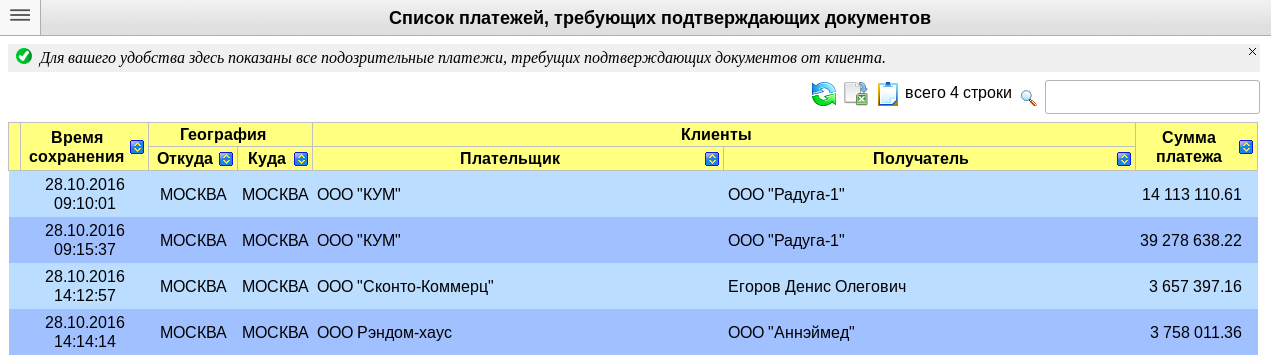 Список платежей, требующих подтверждающих документов
Для вашего удобства здесь показаны все подозрительные платежи, требущих подтверждающих документов от клиента.
всего 4 строки
Время сохранения География Клиенты Сумма платежа
Откуда Куда Плательщик Получатель
28.10.2016 09:10:01 МОСКВА МОСКВА ООО "КУМ" ООО "Радуга-1" 14 113 110.61
28.10.2016 09:15:37 МОСКВА МОСКВА ООО "КУМ" ООО "Радуга-1" 39 278 638.22
28.10.2016 14:12:57 МОСКВА МОСКВА ООО "Сконто-Коммерц" Егоров Денис Олегович 3 657 397.16
28.10.2016 14:14:14 МОСКВА МОСКВА ООО Рэндом-хаус ООО "Аннэймед" 3 758 011.36